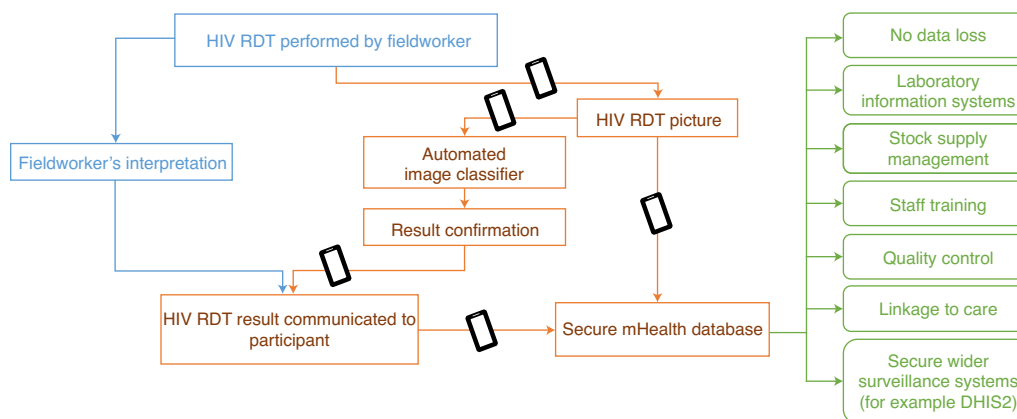 HIV RDT performed by fieldworker
HIV RDT picture
Fieldworker's interpretation
Automated
image classifier
Result confirmation
HIV RDT result communicated to
participant
Secure mHealth database
No data loss
Laboratory
information systems
Stock supply
management
Staff training
Quality control
Linkage to care
Secure wider
surveillance systems
(for example DHIS2)